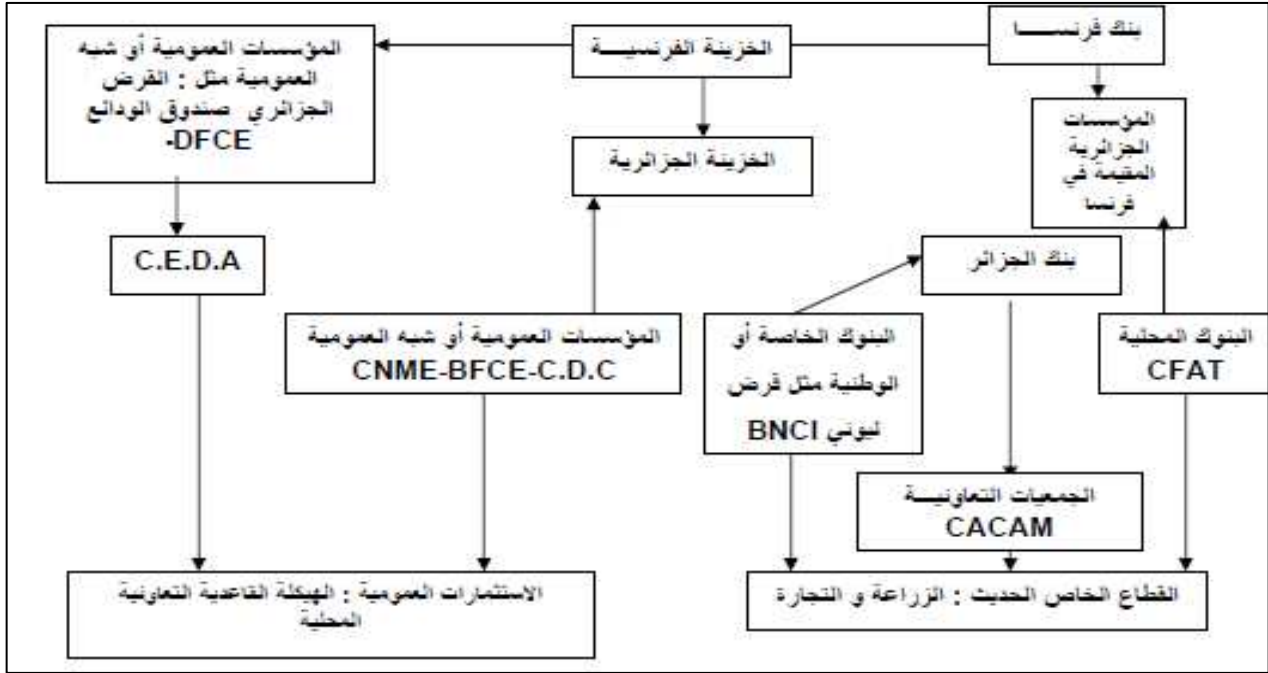 بنك فرنســـا
الخزينة الفرنسيـــة
المؤسسات العمومية أو شبه
العمومية مثل : القرض
الجزائري صندوق الودائع
DFCE-
المؤسسات
الجزائرية
المقيمة في
فرنسا
الخزينة الجزائرية
بنك الجزائر
C.E.D.A
البنوك المحلية
CFAT
البنوك الخاصة أو
الوطنية مثل قرض
ليوني BNCI
المؤسسات العمومية أو شبه العمومية
CNME-BFCE-C.D.C
الجمعيات التعاونيـــة
CACAM
القطاع الخاص الحديث : الزراعة و التجارة
الاستثمارات العمومية : الهيكلة القاعدية التعاونية
المحلية